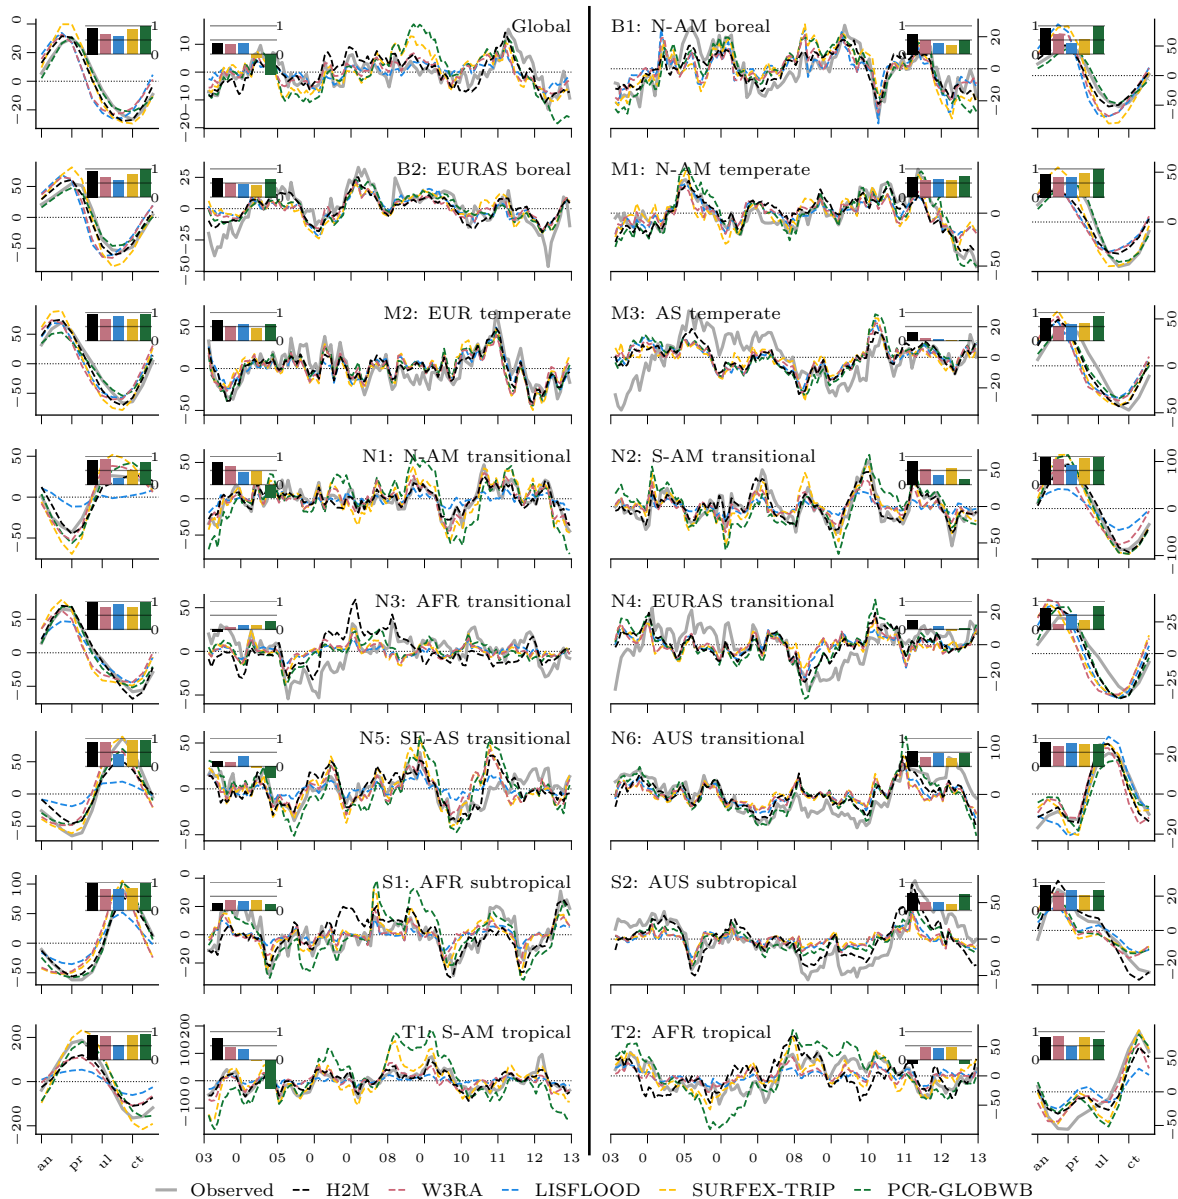 Global
B1: N-AM boreal
B2: EURAS boreal
M1: N-AM temperate
M2: EUR temperate
M3: AS temperate
N1: N-AM transitional
N2: S-AM transitional
N3: AFR transitional
N4: EURAS transitional
N5: SE-AS transitional
N6: AUS transitional
S1: AFR subtropical
S2: AUS subtropical
T1: S-AM tropical
T2: AFR tropical
an pr ul ct
03 0 05 0 0 08 0 10 11 0 13
03 0 05 0 0 08 0 10 11 0 13
an pr ul ct
Observed H2M W3RA LISFLOOD SURFEX-TRIP PCR-GLOBWB